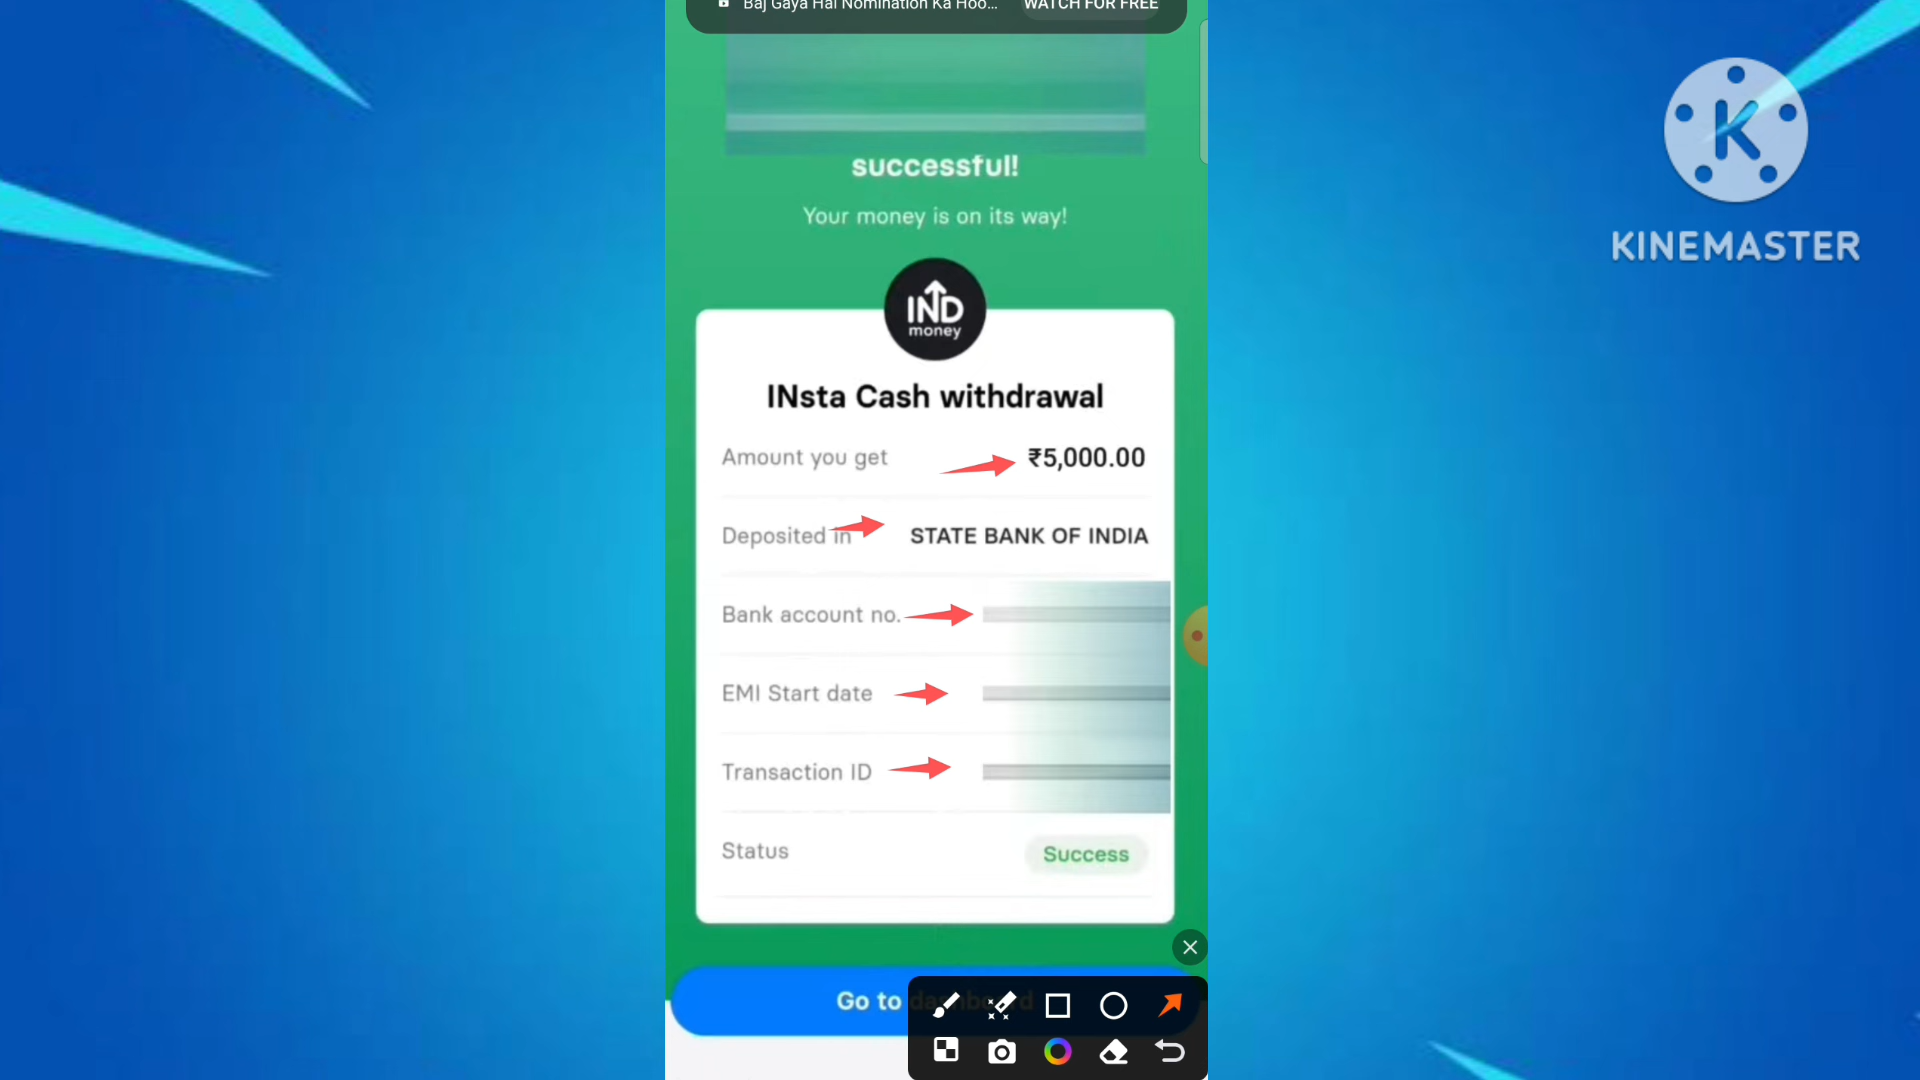 Baj Gaya Hai Nomination Ka Hoo... WATCH FOR FREE
successful!
Your money is on its way!
IND
money
INsta Cash withdrawal
Amount you get ₹5,000.00
Deposited in STATE BANK OF INDIA
Bank account no.
EMI Start date
Transaction ID
Status Success
Go to dashboard
K
KINEMASTER